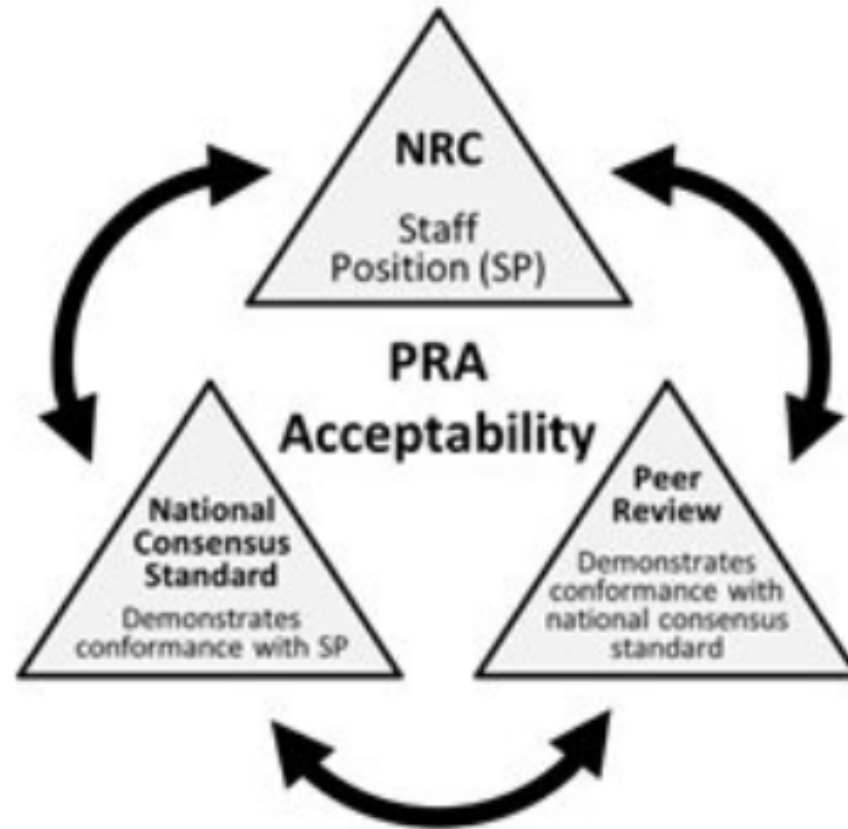 NRC
Staff
Position (SP)
PRA
Acceptability
National
Consensus
Standard
Demonstrates
conformance with SP
Peer
Review
Demonstrates
conformance with
national consensus
standard